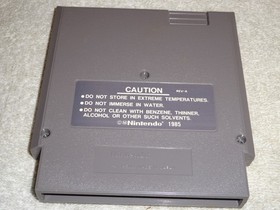 CAUTION REV-A
• DO NOT STORE IN EXTREME TEMPERATURES.
• DO NOT IMMERSE IN WATER.
• DO NOT CLEAN WITH BENZENE, THINNER,
ALCOHOL OR OTHER SUCH SOLVENTS.
©®Nintendo 1985